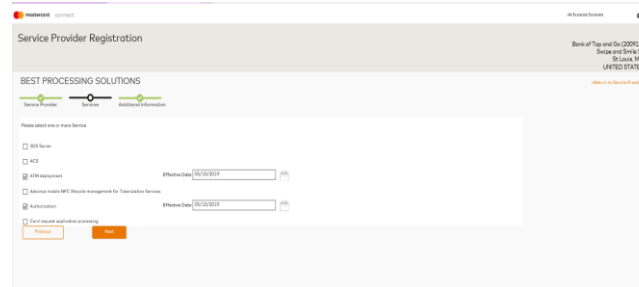 mastercard connect
Service Provider Registration
Bank of Tap and Go (20091
Swipe and Smile S
St Louis, M
UNITED STATE
BEST PROCESSING SOLUTIONS
Service Provider Services Additional Information
Please select one or more Service
3DS Server
ACS
ATM deployment Effective Date 05/13/2019
Advance mobile NFC lifecycle management for Tokenization Services
Authorization Effective Date 05/13/2019
Card request application processing
Previous Next